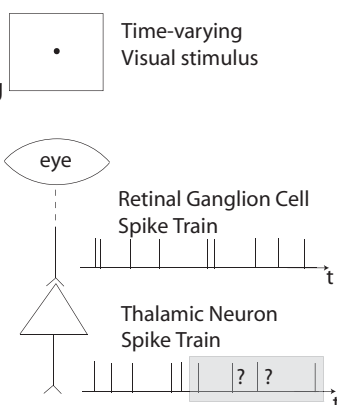 Time-varying
Visual stimulus
eye
Retinal Ganglion Cell
Spike Train
t
Thalamic Neuron
Spike Train
? ?
t